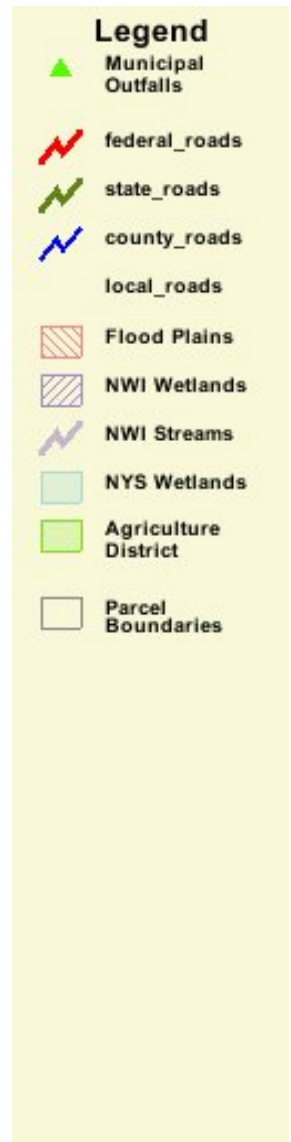 Legend
Municipal
Outfalls
federal_roads
state_roads
county_roads
local_roads
Flood Plains
NWI Wetlands
NWI Streams
NYS Wetlands
Agriculture
District
Parcel
Boundaries